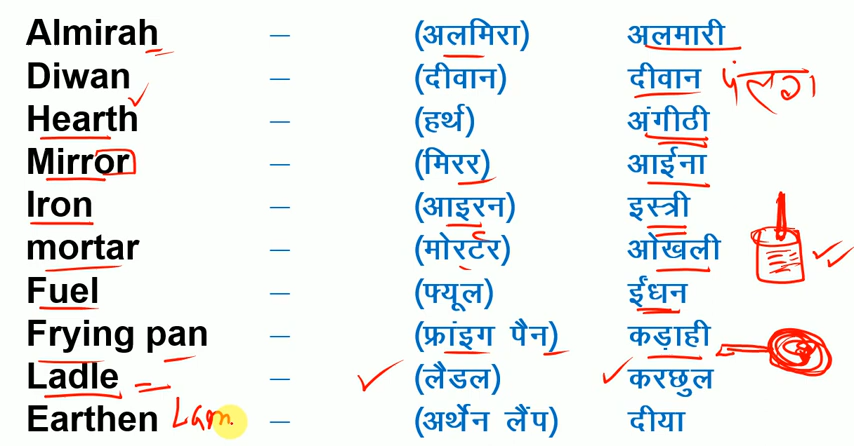 Almirah – (अलमिरा) अलमारी
Diwan – (दीवान) दीवान पलंग
Hearth – (हर्थ) अंगीठी
Mirror – (मिरर) आईना
Iron – (आइरन) इस्त्री
mortar – (मोरटर) ओखली
Fuel – (फ्यूल) ईंधन
Frying pan – (फ्रांइग पैन) कड़ाही
Ladle – (लैडल) करछुल
Earthen Lam – (अर्थेन लैंप) दीया